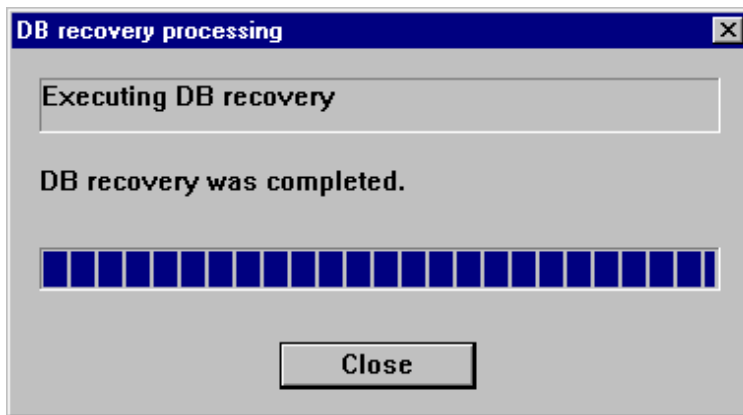 DB recovery processing
Executing DB recovery
DB recovery was completed.
Close